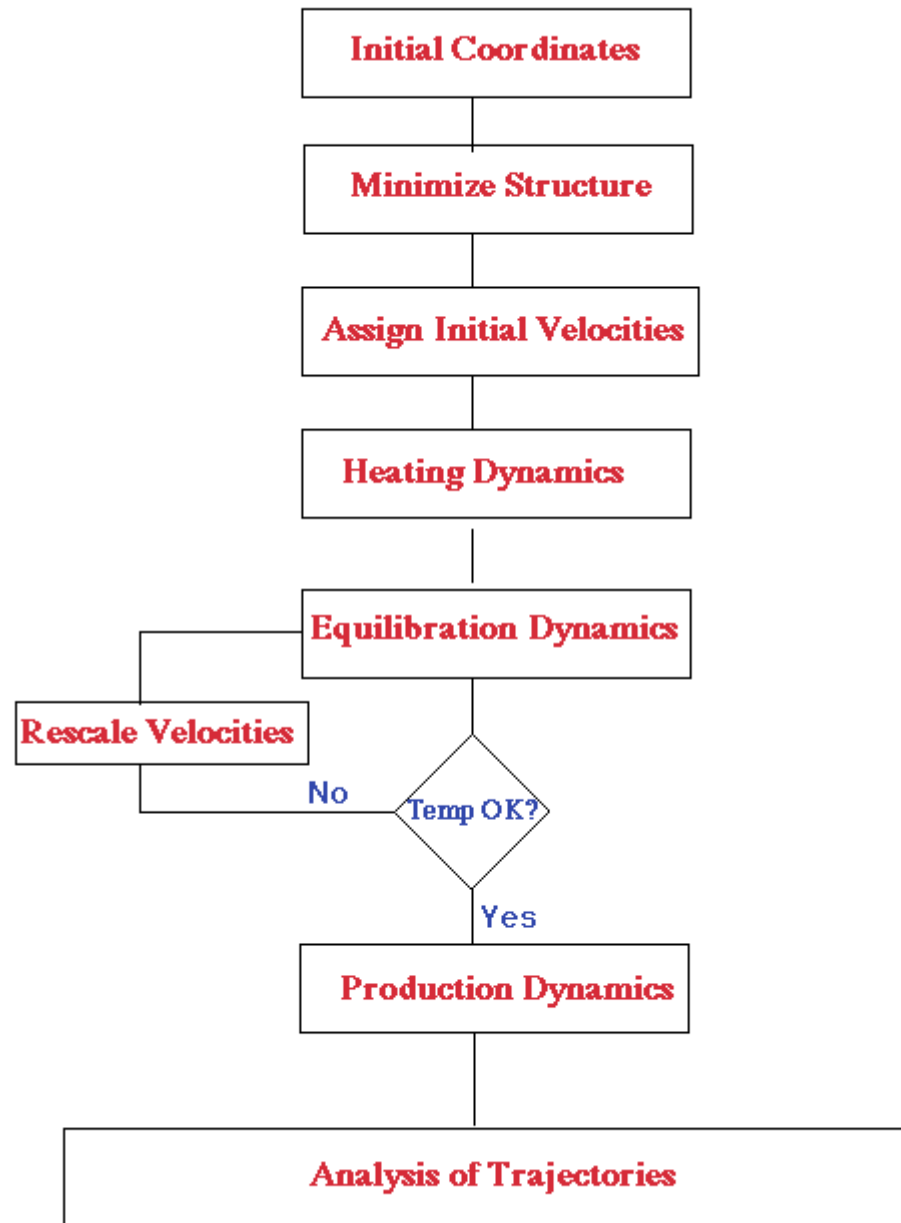 Initial Coordinates
Minimize Structure
Assign Initial Velocities
Heating Dynamics
Equilibration Dynamics
Rescale Velocities
No
Temp OK?
Yes
Production Dynamics
Analysis of Trajectories